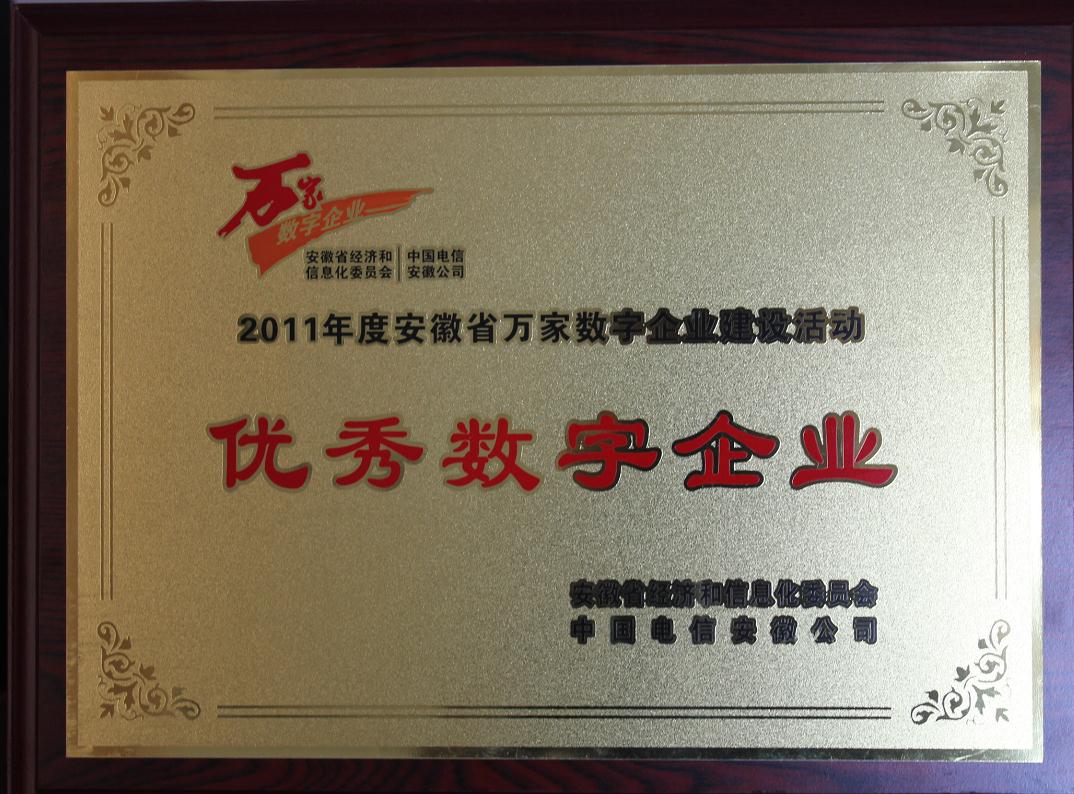 万家
数字企业
安徽省经济和 中国电信
信息化委员会 安徽公司
2011年度安徽省万家数字企业建设活动
优秀数字企业
安徽省经济和信息化委员会
中国电信安徽公司